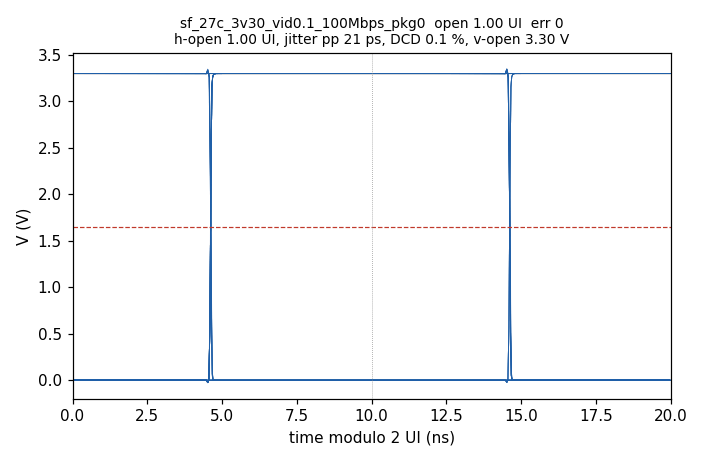 sf_27c_3v30_vid0.1_100Mbps_pkg0  open 1.00 UI  err 0
h-open 1.00 UI, jitter pp 21 ps, DCD 0.1 %, v-open 3.30 V
3.5
3.0
2.5
2.0
1.5
1.0
0.5
0.0
V (V)
0.0 2.5 5.0 7.5 10.0 12.5 15.0 17.5 20.0
time modulo 2 UI (ns)